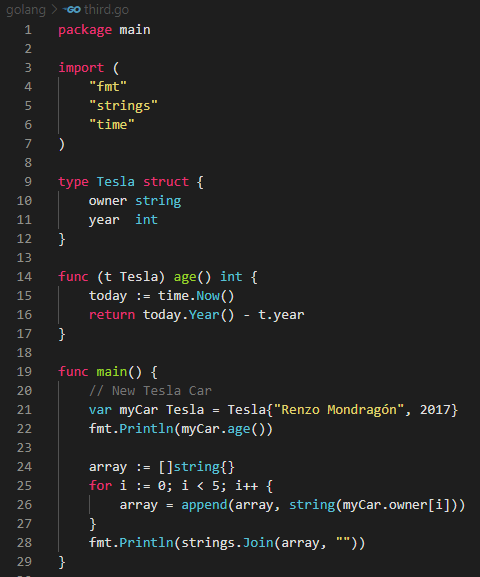 golang > GO third.go
1 package main
2
3 import (
4     "fmt"
5     "strings"
6     "time"
7 )
8
9 type Tesla struct {
10     owner string
11     year  int
12 }
13
14 func (t Tesla) age() int {
15     today := time.Now()
16     return today.Year() - t.year
17 }
18
19 func main() {
20     // New Tesla Car
21     var myCar Tesla = Tesla{"Renzo Mondragón", 2017}
22     fmt.Println(myCar.age())
23
24     array := []string{}
25     for i := 0; i < 5; i++ {
26         array = append(array, string(myCar.owner[i]))
27     }
28     fmt.Println(strings.Join(array, ""))
29 }